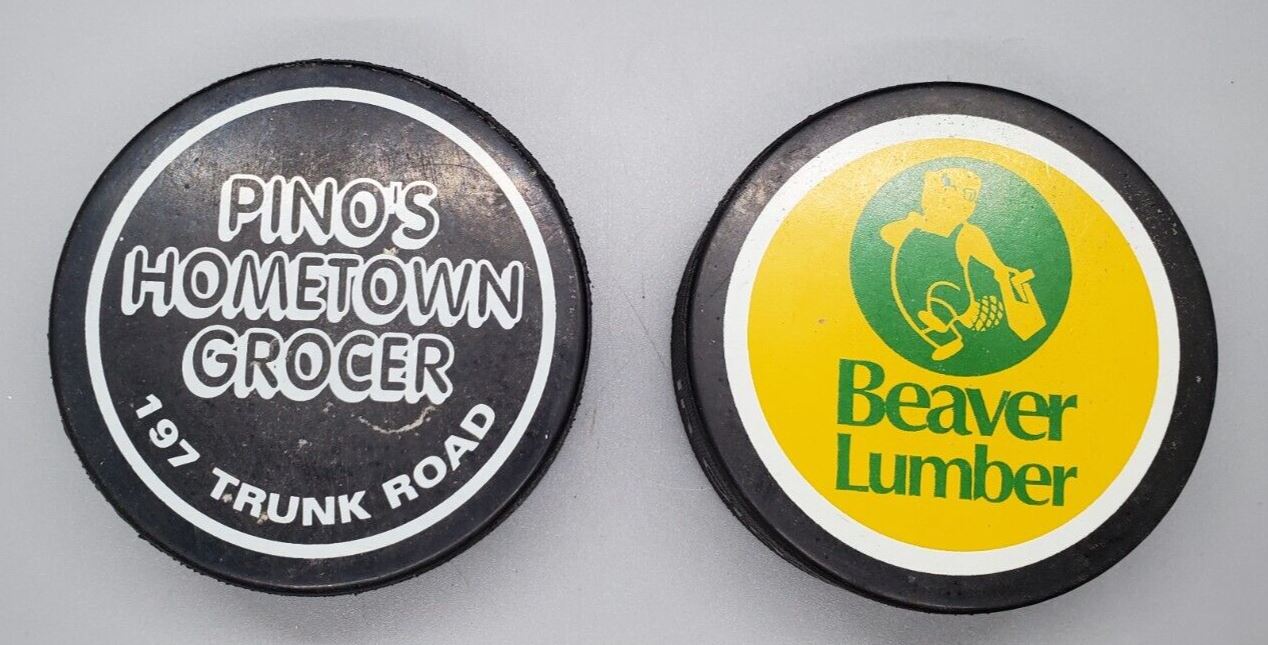 PINO'S
HOMETOWN
GROCER
197 TRUNK ROAD
Beaver
Lumber